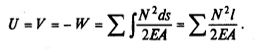 U = V = −W = ∑ ∫ N²ds/2EA = ∑ N²l/2EA.